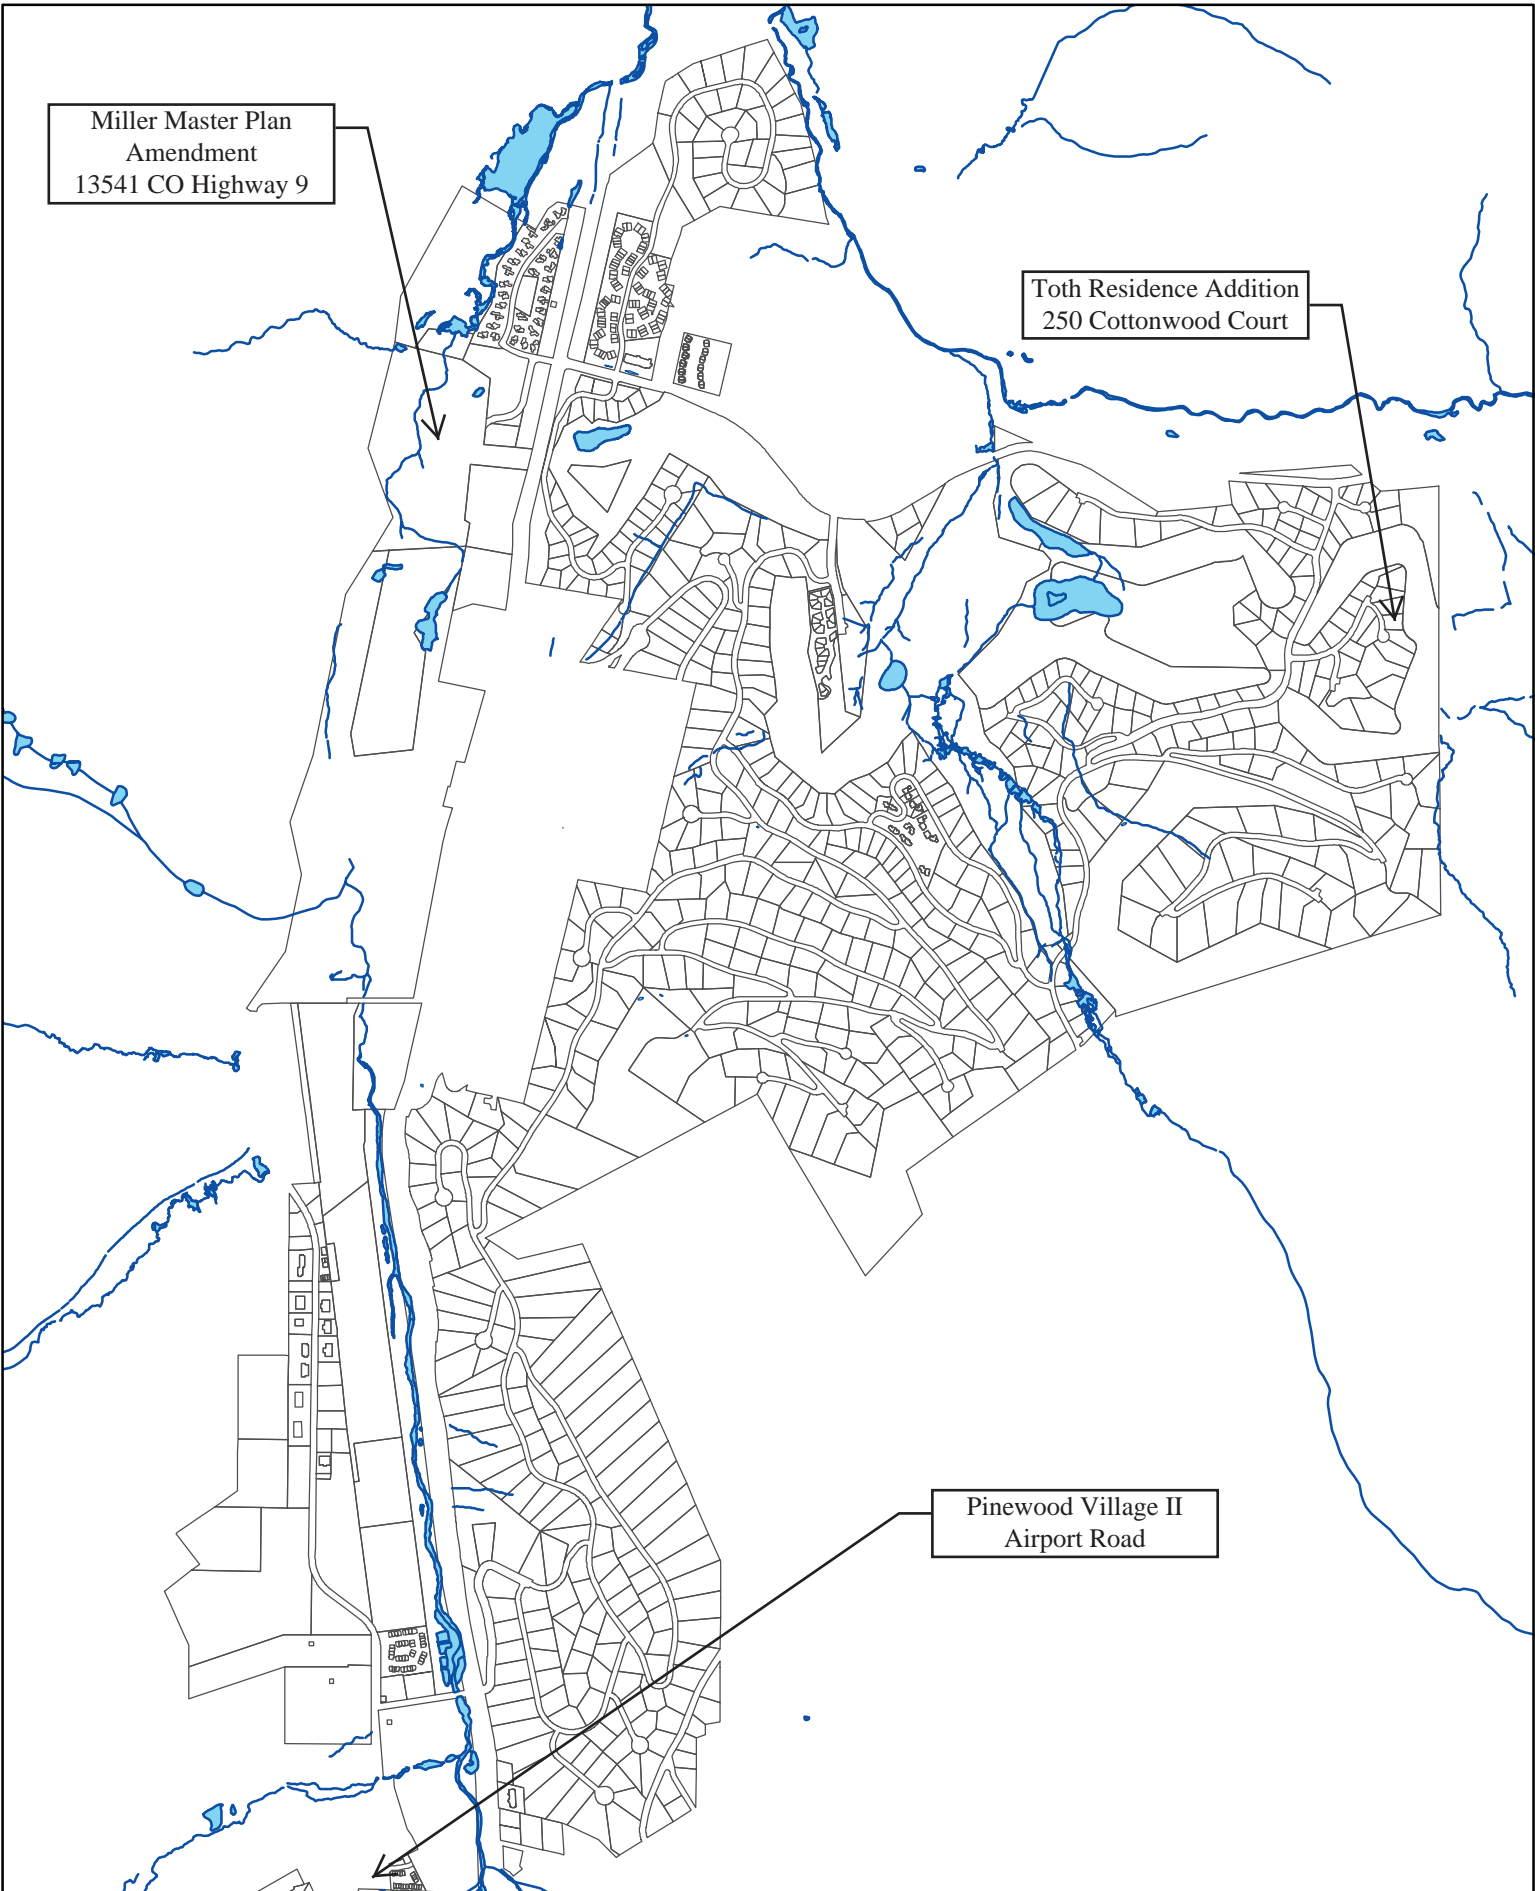 Miller Master Plan
Amendment
13541 CO Highway 9
Toth Residence Addition
250 Cottonwood Court
Pinewood Village II
Airport Road